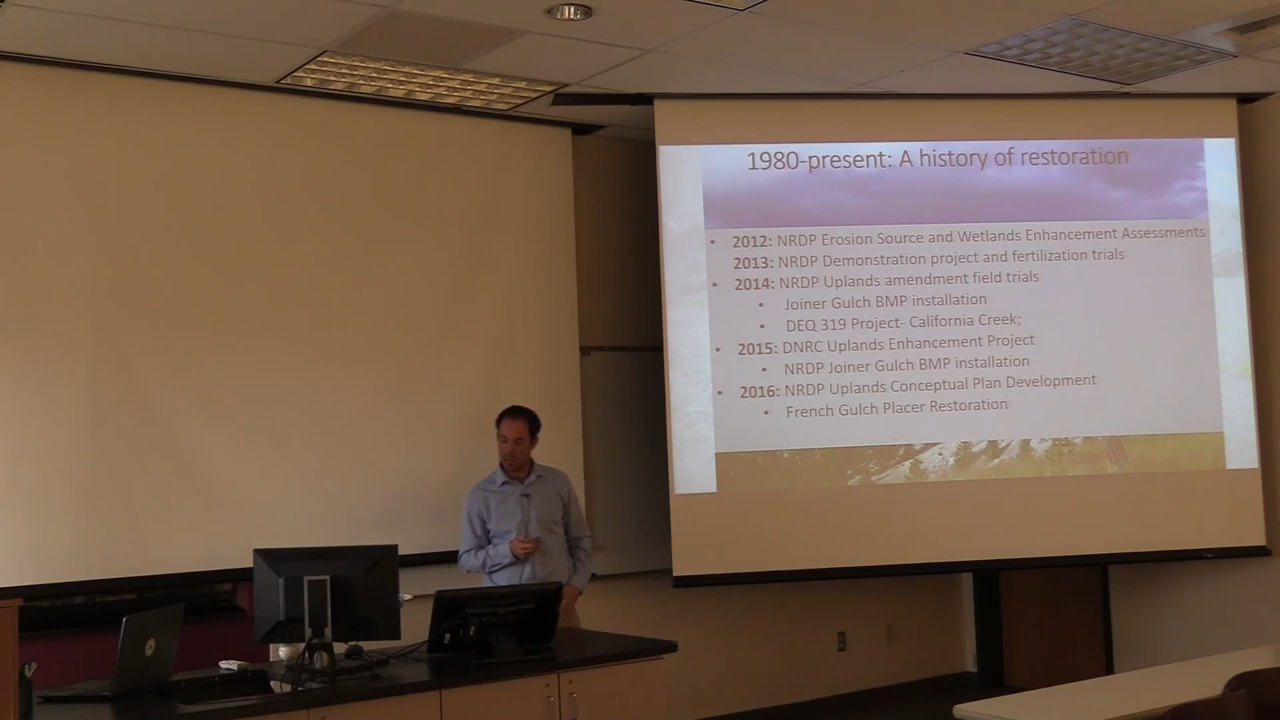 1980-present: A history of restoration
• 2012: NRDP Erosion Source and Wetlands Enhancement Assessments
2013: NRDP Demonstration project and fertilization trials
• 2014: NRDP Uplands amendment field trials
• Joiner Gulch BMP installation
• DEQ 319 Project- California Creek;
• 2015: DNRC Uplands Enhancement Project
• NRDP Joiner Gulch BMP installation
• 2016: NRDP Uplands Conceptual Plan Development
• French Gulch Placer Restoration